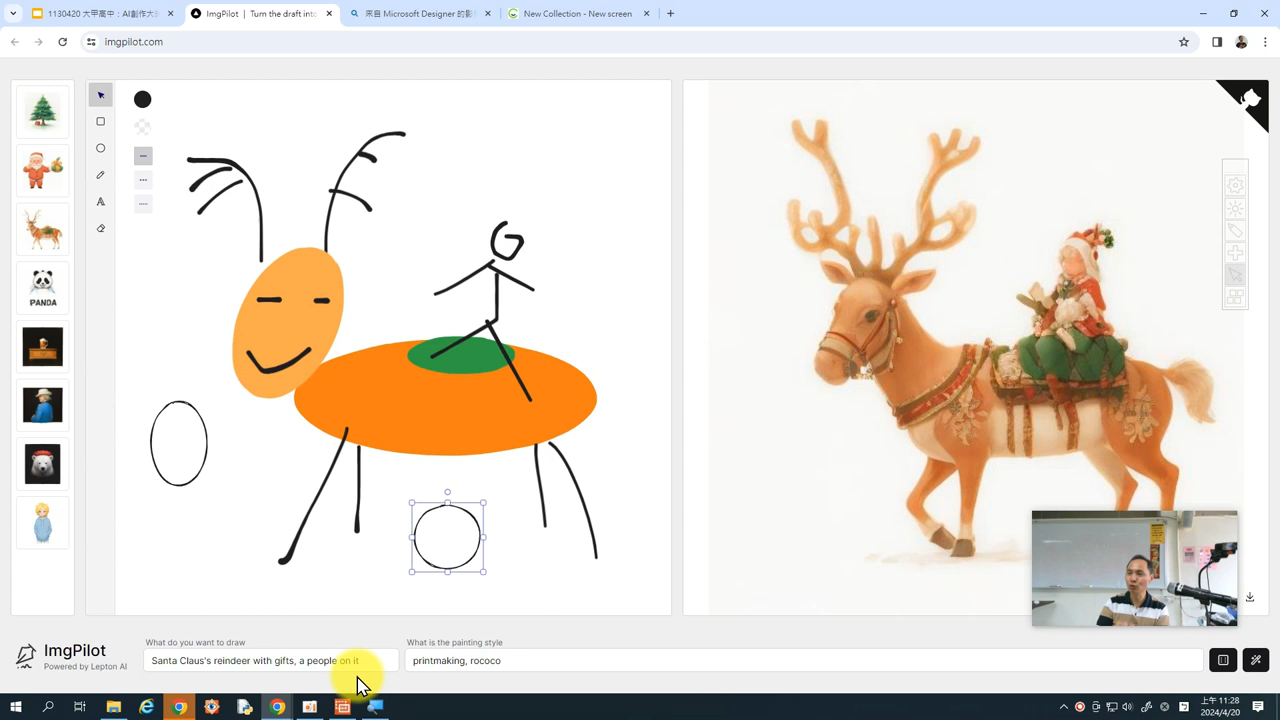 1130420 大甲高中：AI創作大
ImgPilot | Turn the draft into
來自 Microsoft Designer 的影
New Collection - New screen
imgpilot.com
PANDA
ImgPilot
Powered by Lepton AI
What do you want to draw
Santa Claus's reindeer with gifts, a people on it
What is the painting style
printmaking, rococo
上午 11:28
2024/4/20